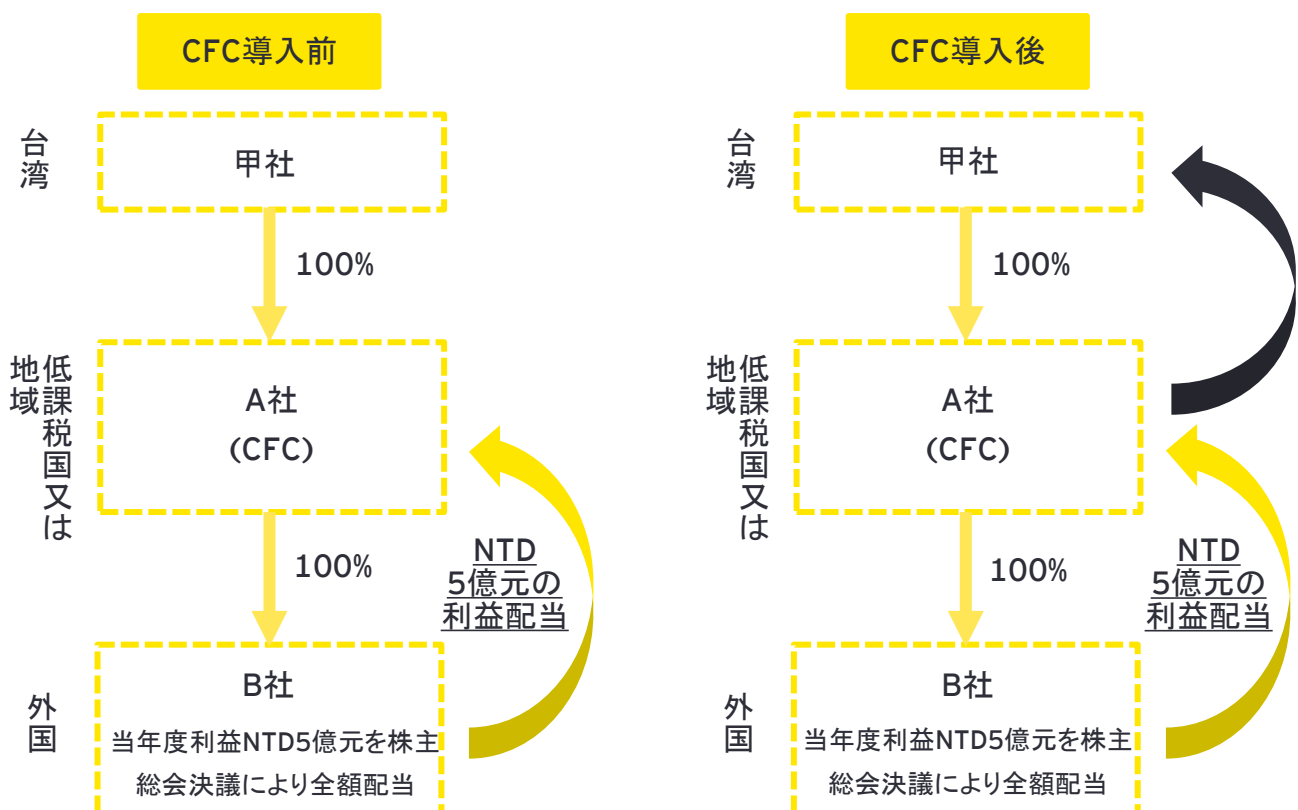 CFC導入前
台湾
甲社
100%
低課税国又は
地域
A社
(CFC)
100%
NTD
5億元の
利益配当
外国
B社
当年度利益NTD5億元を株主
総会決議により全額配当
CFC導入後
台湾
甲社
100%
低課税国又は
地域
A社
(CFC)
100%
NTD
5億元の
利益配当
外国
B社
当年度利益NTD5億元を株主
総会決議により全額配当